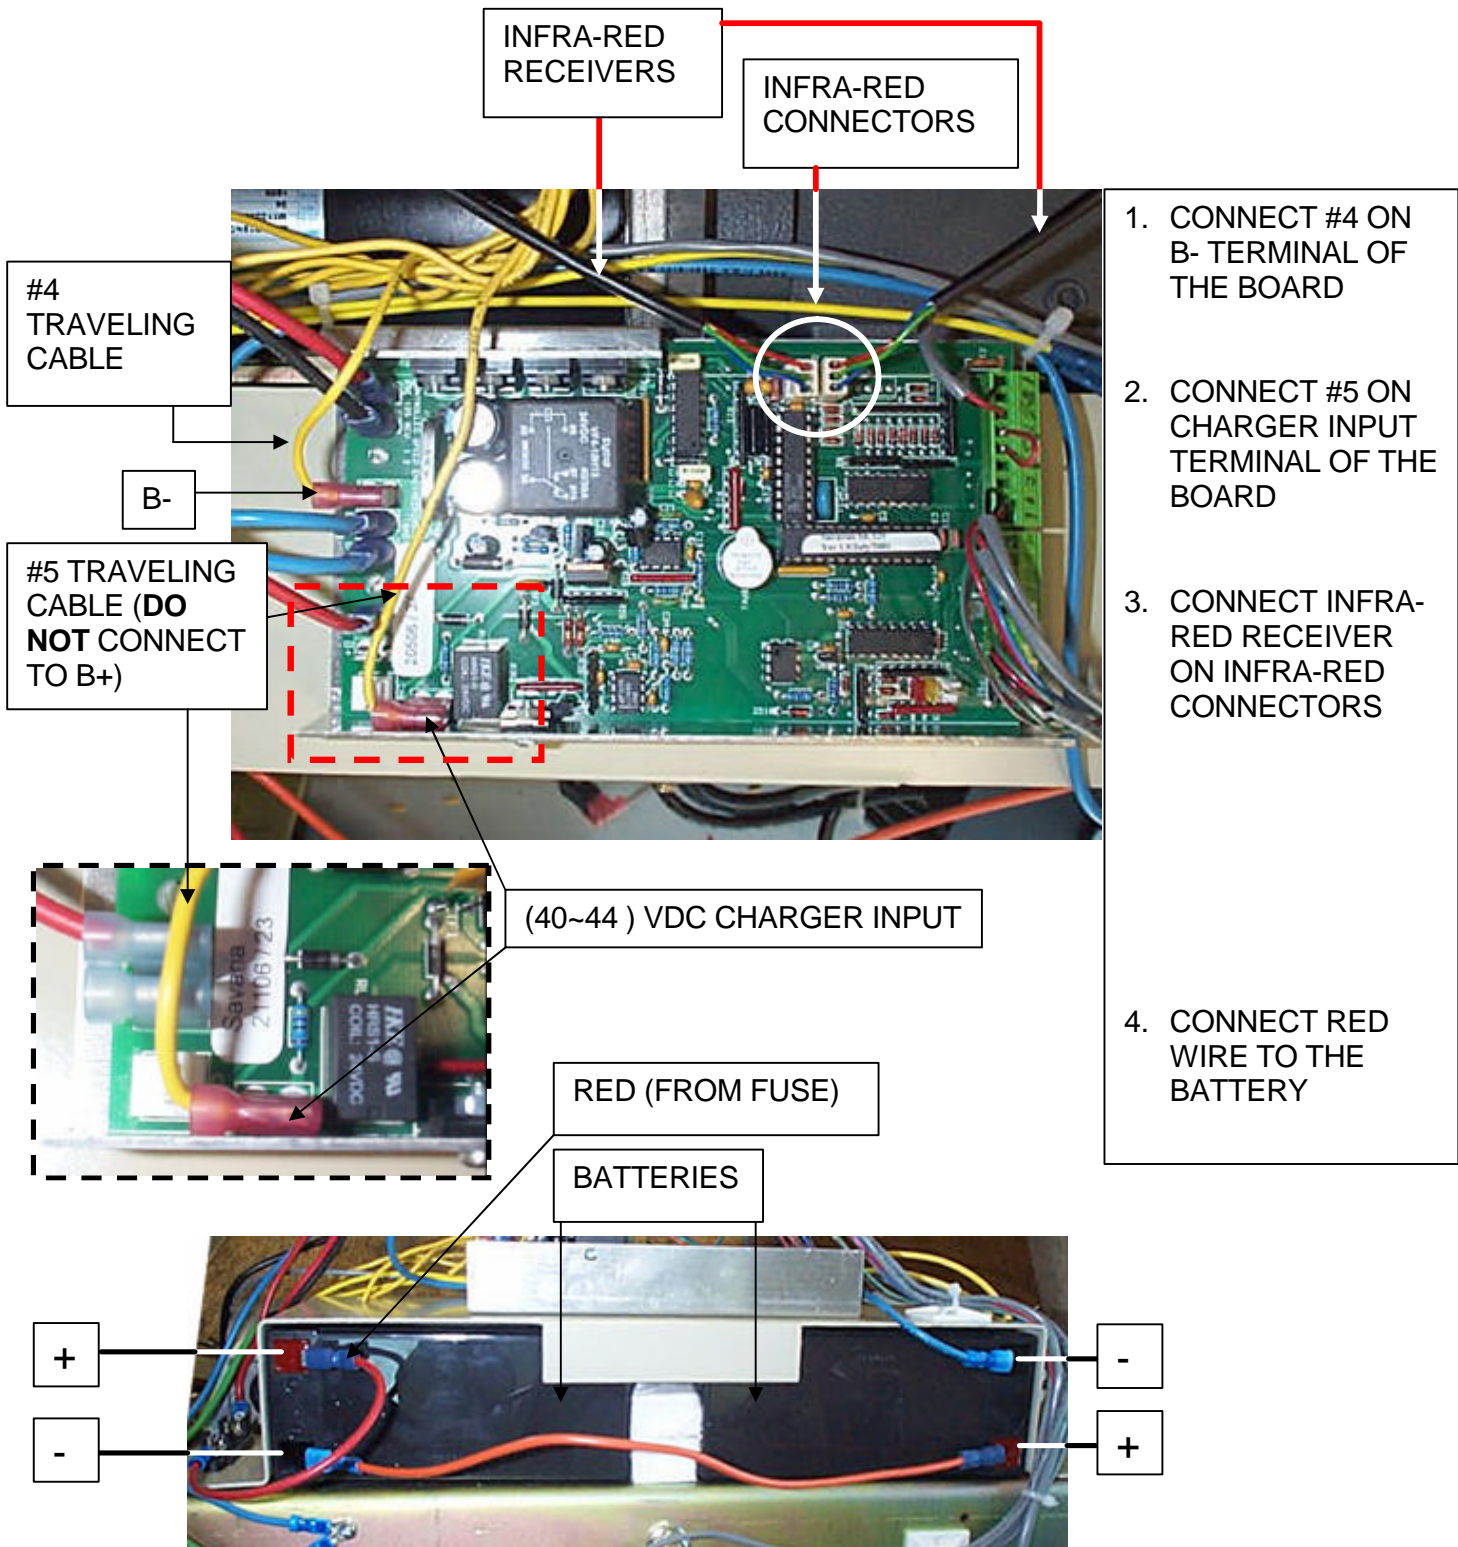 INFRA-RED
RECEIVERS
INFRA-RED
CONNECTORS
#4
TRAVELING
CABLE
B-
#5 TRAVELING
CABLE (DO
NOT CONNECT
TO B+)
1. CONNECT #4 ON
B- TERMINAL OF
THE BOARD
2. CONNECT #5 ON
CHARGER INPUT
TERMINAL OF THE
BOARD
3. CONNECT INFRA-
RED RECEIVER
ON INFRA-RED
CONNECTORS
4. CONNECT RED
WIRE TO THE
BATTERY
(40~44 ) VDC CHARGER INPUT
Savaria
21106 / 23
RED (FROM FUSE)
BATTERIES
+
-
-
+